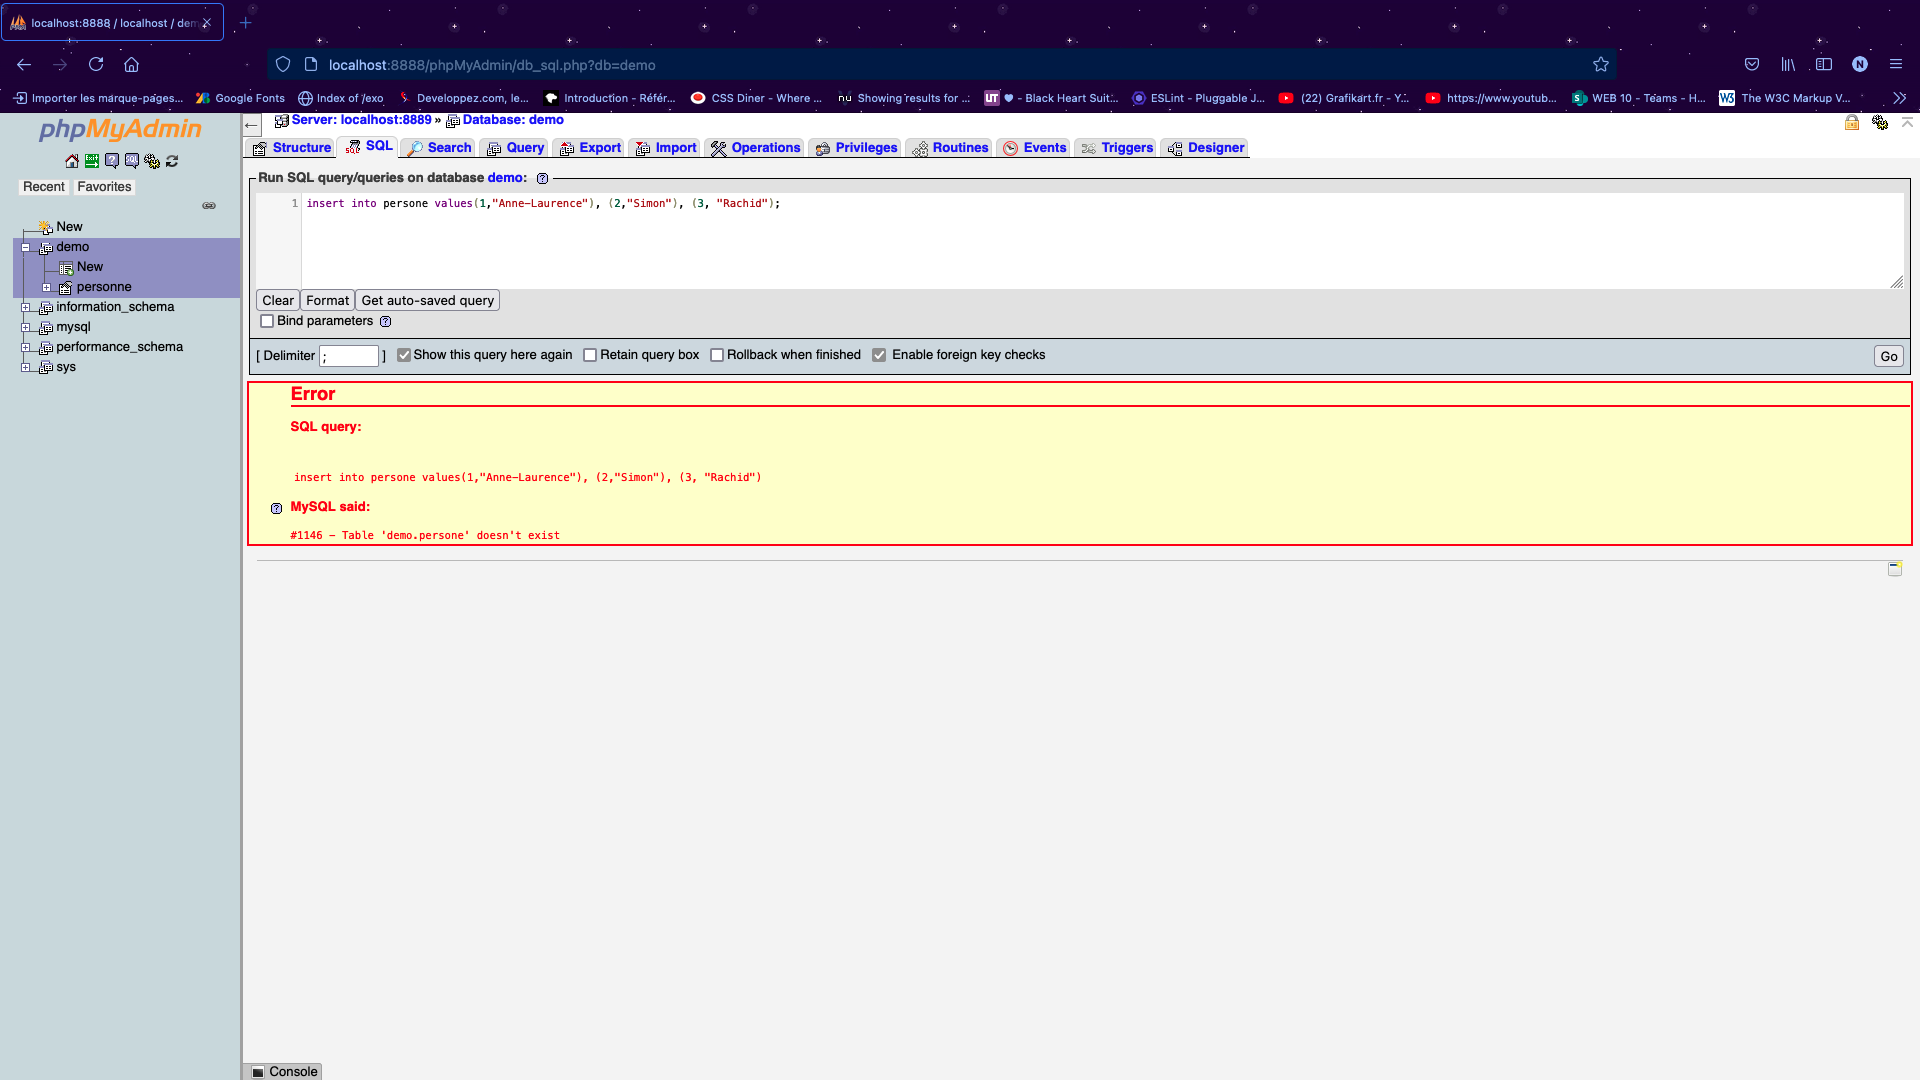 localhost:8888 / localhost / dem
localhost:8888/phpMyAdmin/db_sql.php?db=demo
N
Importer les marque-pages... Google Fonts Index of /exo Developpez.com, le... Introduction - Référ... CSS Diner - Where ... nu Showing results for ... UT ♥ - Black Heart Suit... ESLint - Pluggable J... (22) Grafikart.fr - Y... https://www.youtub... WEB 10 - Teams - H... W3 The W3C Markup V...
phpMyAdmin
Recent Favorites
New
demo
New
personne
information_schema
mysql
performance_schema
sys
Server: localhost:8889 » Database: demo
Structure SQL Search Query Export Import Operations Privileges Routines Events Triggers Designer
Run SQL query/queries on database demo:
1 insert into persone values(1,"Anne-Laurence"), (2,"Simon"), (3, "Rachid");
Clear Format Get auto-saved query
Bind parameters
[ Delimiter ; ] Show this query here again Retain query box Rollback when finished Enable foreign key checks Go
Error
SQL query:
insert into persone values(1,"Anne-Laurence"), (2,"Simon"), (3, "Rachid")
MySQL said:
#1146 - Table 'demo.persone' doesn't exist
Console